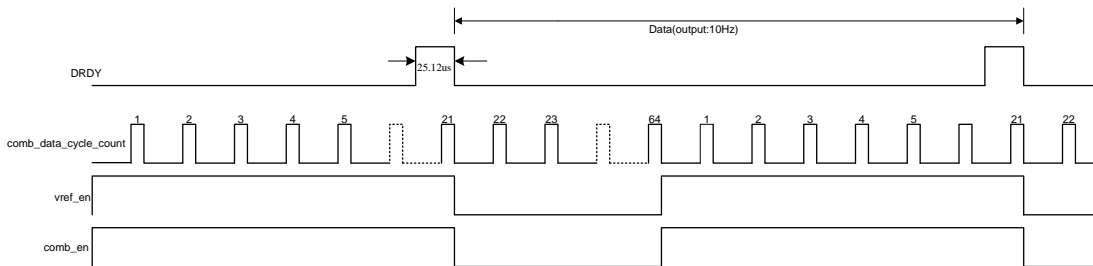 Data(output:10Hz)
DRDY
25.12us
1 2 3 4 5 21 22 23 64 1 2 3 4 5 21 22
comb_data_cycle_count
vref_en
comb_en